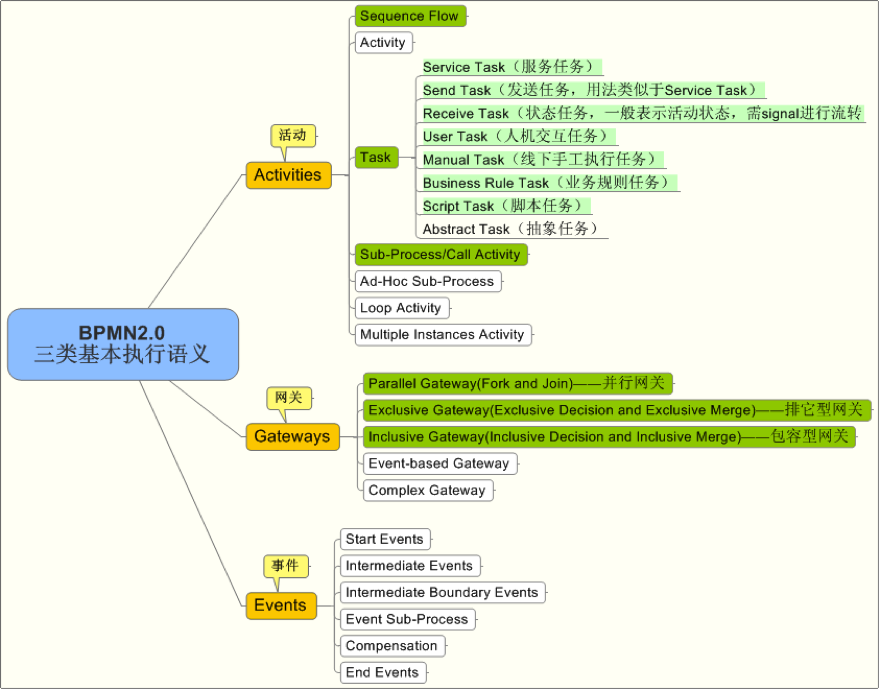 BPMN2.0
三类基本执行语义
活动
Activities
Sequence Flow
Activity
Task
Service Task（服务任务）
Send Task（发送任务，用法类似于Service Task）
Receive Task（状态任务，一般表示活动状态，需signal进行流转
User Task（人机交互任务）
Manual Task（线下手工执行任务）
Business Rule Task（业务规则任务）
Script Task（脚本任务）
Abstract Task（抽象任务）
Sub-Process/Call Activity
Ad-Hoc Sub-Process
Loop Activity
Multiple Instances Activity
网关
Gateways
Parallel Gateway(Fork and Join)——并行网关
Exclusive Gateway(Exclusive Decision and Exclusive Merge)——排它型网关
Inclusive Gateway(Inclusive Decision and Inclusive Merge)——包容型网关
Event-based Gateway
Complex Gateway
事件
Events
Start Events
Intermediate Events
Intermediate Boundary Events
Event Sub-Process
Compensation
End Events